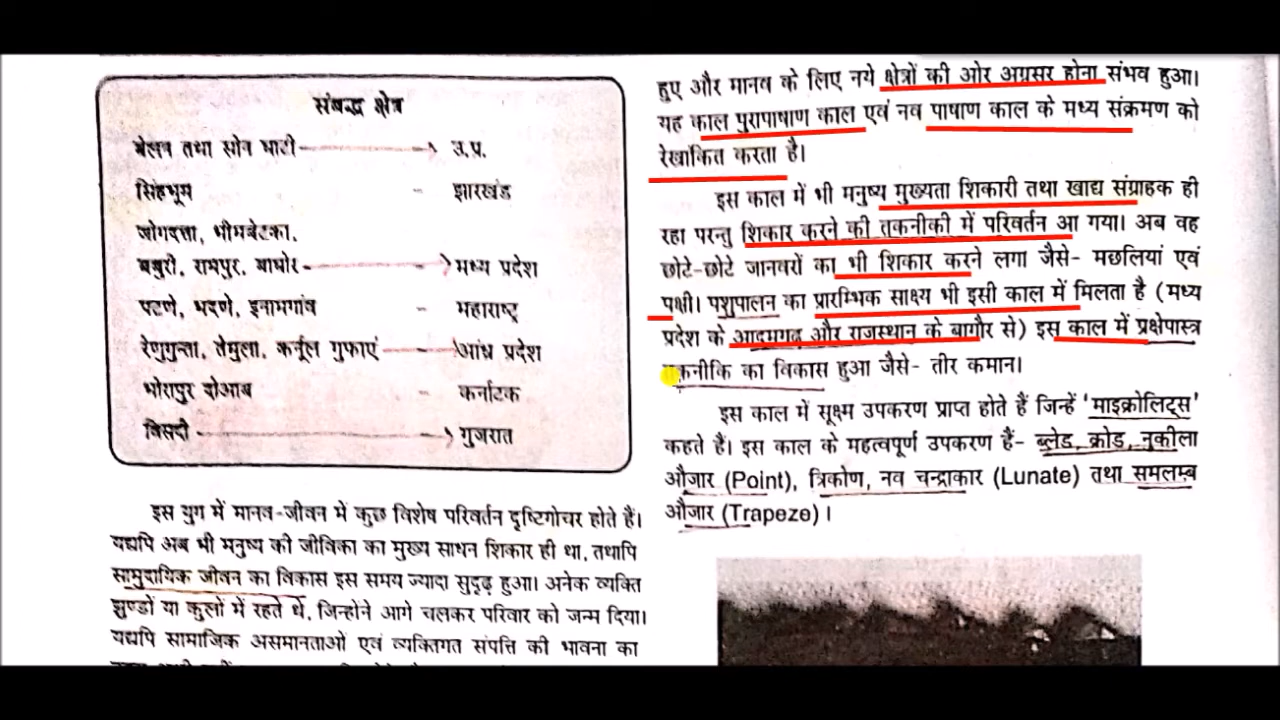 संबद्ध क्षेत्र
बेलन तथा सोन घाटी → उ.प्र.
सिंहभूम - झारखंड
जोगदत्ता, भीमबेटका,
बबुरी, रामपुर, बाघोर → मध्य प्रदेश
पटणे, भदणे, इनामगांव - महाराष्ट्र
रेणुगुन्ता, तेमुला, कर्नूल गुफाएं → आंध्र प्रदेश
भोरापुर दोआब - कर्नाटक
विसदी → गुजरात
इस युग में मानव-जीवन में कुछ विशेष परिवर्तन दृष्टिगोचर होते हैं।
यद्यपि अब भी मनुष्य की जीविका का मुख्य साधन शिकार ही था, तथापि
सामुदायिक जीवन का विकास इस समय ज्यादा सुदृढ़ हुआ। अनेक व्यक्ति
झुण्डों या कुलों में रहते थे, जिन्होंने आगे चलकर परिवार को जन्म दिया।
यद्यपि सामाजिक असमानताओं एवं व्यक्तिगत संपत्ति की भावना का
हुए और मानव के लिए नये क्षेत्रों की ओर अग्रसर होना संभव हुआ।
यह काल पुरापाषाण काल एवं नव पाषाण काल के मध्य संक्रमण को
रेखांकित करता है।
इस काल में भी मनुष्य मुख्यता शिकारी तथा खाद्य संग्राहक ही
रहा परन्तु शिकार करने की तकनीकी में परिवर्तन आ गया। अब वह
छोटे-छोटे जानवरों का भी शिकार करने लगा जैसे- मछलियां एवं
पक्षी। पशुपालन का प्रारम्भिक साक्ष्य भी इसी काल में मिलता है (मध्य
प्रदेश के आदमगढ़ और राजस्थान के बागौर से) इस काल में प्रक्षेपास्त्र
तकनीकि का विकास हुआ जैसे- तीर कमान।
इस काल में सूक्ष्म उपकरण प्राप्त होते हैं जिन्हें 'माइक्रोलिट्स'
कहते हैं। इस काल के महत्वपूर्ण उपकरण हैं- ब्लेड, क्रोड, नुकीला
औजार (Point), त्रिकोण, नव चन्द्राकार (Lunate) तथा समलम्ब
औजार (Trapeze)।